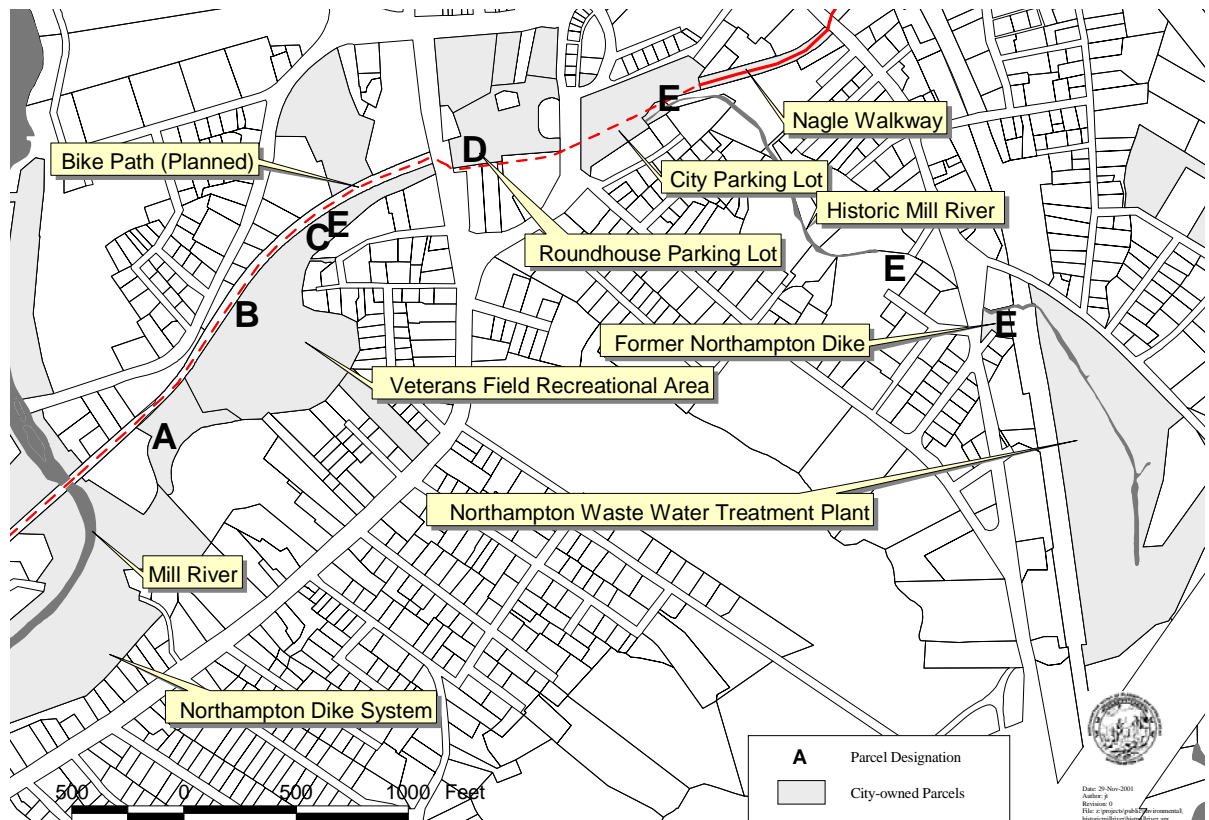 E
Nagle Walkway
D
Bike Path (Planned)
City Parking Lot
Historic Mill River
E
C
Roundhouse Parking Lot
E
B
E
Former Northampton Dike
Veterans Field Recreational Area
A
Northampton Waste Water Treatment Plant
Mill River
Northampton Dike System
A Parcel Designation
City-owned Parcels
500 0 500 1000 Feet
Date: 29-Nov-2001
Author: jt
Revision: 0